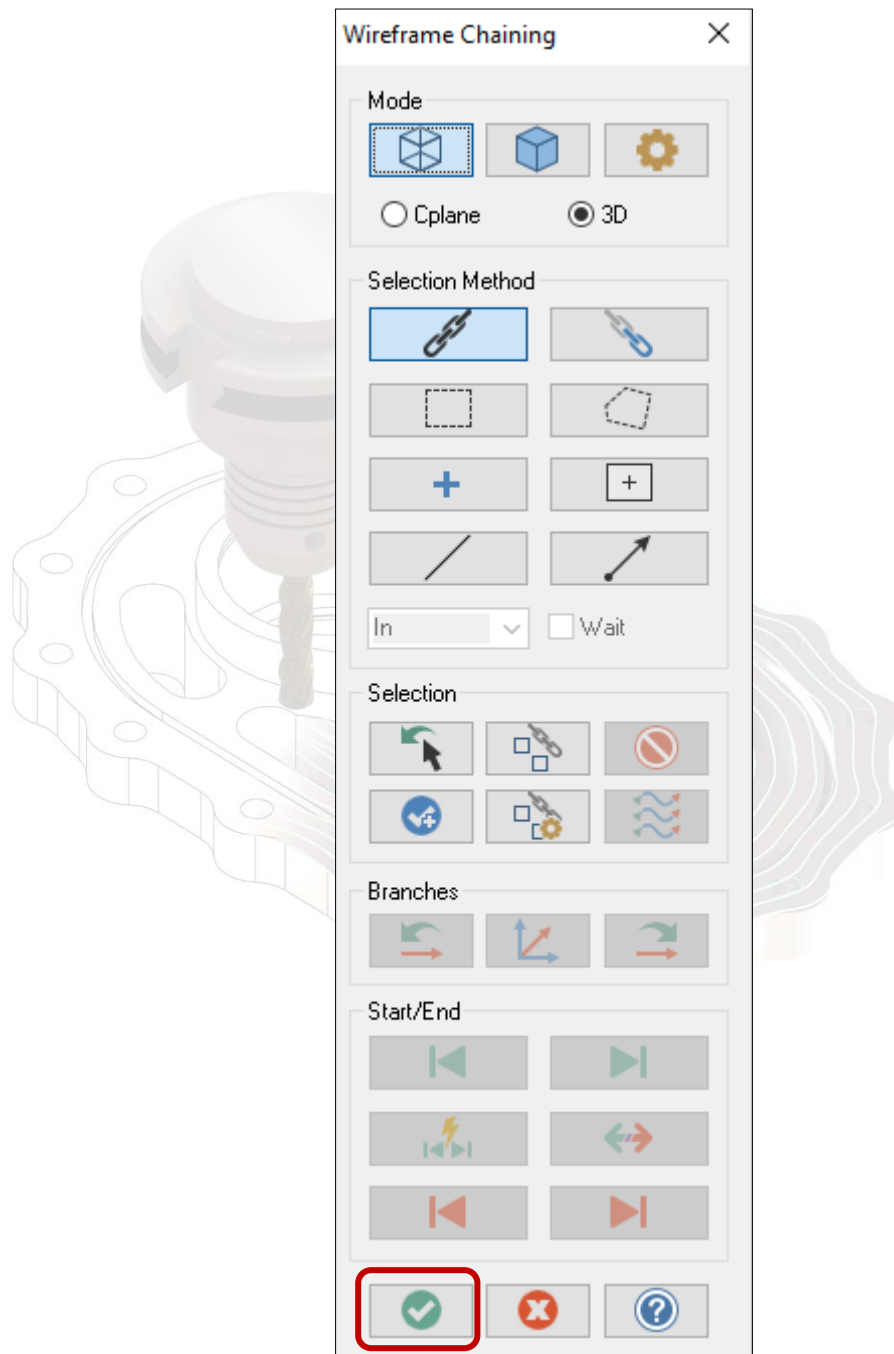 Wireframe Chaining
Mode
Cplane 3D
Selection Method
In Wait
Selection
Branches
Start/End